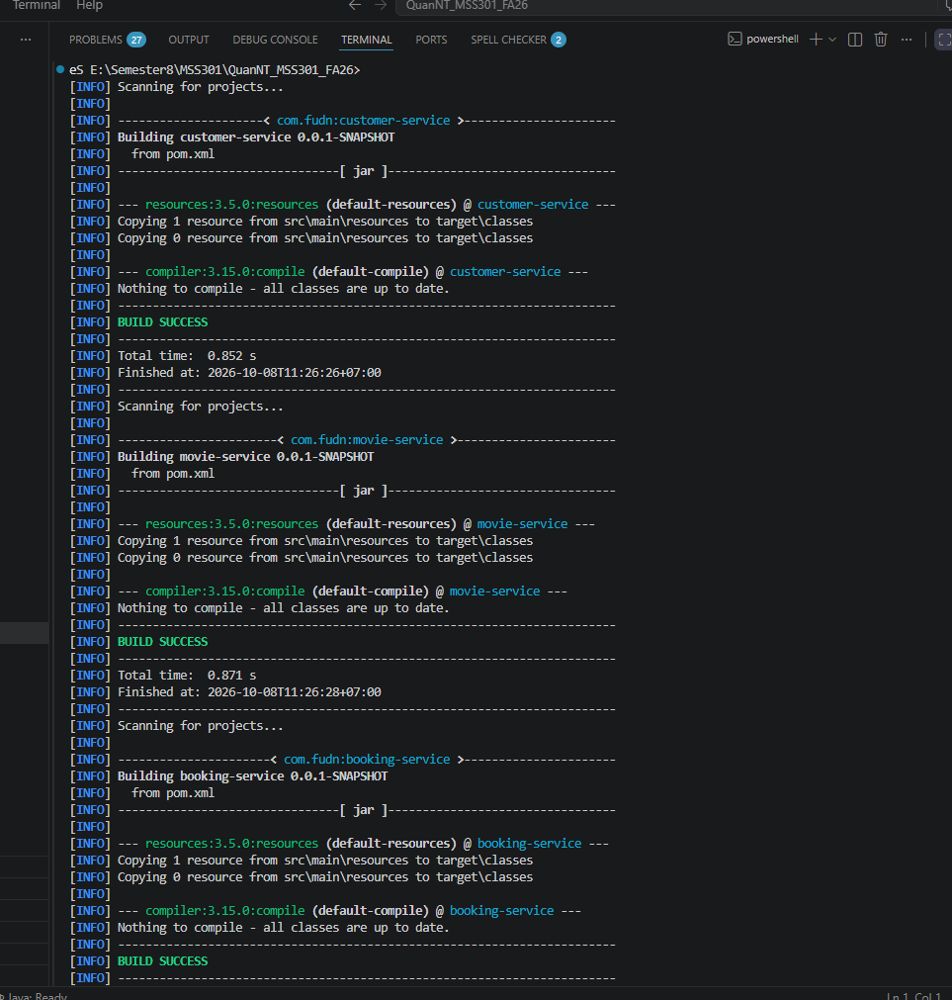 Terminal Help QuanNT_MSS301_FA26
PROBLEMS 27 OUTPUT DEBUG CONSOLE TERMINAL PORTS SPELL CHECKER 2 powershell
eS E:\Semester8\MSS301\QuanNT_MSS301_FA26>
[INFO] Scanning for projects...
[INFO]
[INFO] ---------------------< com.fudn:customer-service >----------------------
[INFO] Building customer-service 0.0.1-SNAPSHOT
[INFO]   from pom.xml
[INFO] --------------------------------[ jar ]---------------------------------
[INFO]
[INFO] --- resources:3.5.0:resources (default-resources) @ customer-service ---
[INFO] Copying 1 resource from src\main\resources to target\classes
[INFO] Copying 0 resource from src\main\resources to target\classes
[INFO]
[INFO] --- compiler:3.15.0:compile (default-compile) @ customer-service ---
[INFO] Nothing to compile - all classes are up to date.
[INFO] ------------------------------------------------------------------------
[INFO] BUILD SUCCESS
[INFO] ------------------------------------------------------------------------
[INFO] Total time:  0.852 s
[INFO] Finished at: 2026-10-08T11:26:26+07:00
[INFO] ------------------------------------------------------------------------
[INFO] Scanning for projects...
[INFO]
[INFO] -----------------------< com.fudn:movie-service >-----------------------
[INFO] Building movie-service 0.0.1-SNAPSHOT
[INFO]   from pom.xml
[INFO] --------------------------------[ jar ]---------------------------------
[INFO]
[INFO] --- resources:3.5.0:resources (default-resources) @ movie-service ---
[INFO] Copying 1 resource from src\main\resources to target\classes
[INFO] Copying 0 resource from src\main\resources to target\classes
[INFO]
[INFO] --- compiler:3.15.0:compile (default-compile) @ movie-service ---
[INFO] Nothing to compile - all classes are up to date.
[INFO] ------------------------------------------------------------------------
[INFO] BUILD SUCCESS
[INFO] ------------------------------------------------------------------------
[INFO] Total time:  0.871 s
[INFO] Finished at: 2026-10-08T11:26:28+07:00
[INFO] ------------------------------------------------------------------------
[INFO] Scanning for projects...
[INFO]
[INFO] ----------------------< com.fudn:booking-service >----------------------
[INFO] Building booking-service 0.0.1-SNAPSHOT
[INFO]   from pom.xml
[INFO] --------------------------------[ jar ]---------------------------------
[INFO]
[INFO] --- resources:3.5.0:resources (default-resources) @ booking-service ---
[INFO] Copying 1 resource from src\main\resources to target\classes
[INFO] Copying 0 resource from src\main\resources to target\classes
[INFO]
[INFO] --- compiler:3.15.0:compile (default-compile) @ booking-service ---
[INFO] Nothing to compile - all classes are up to date.
[INFO] ------------------------------------------------------------------------
[INFO] BUILD SUCCESS
[INFO] ------------------------------------------------------------------------
Java: Ready Ln 1, Col 1